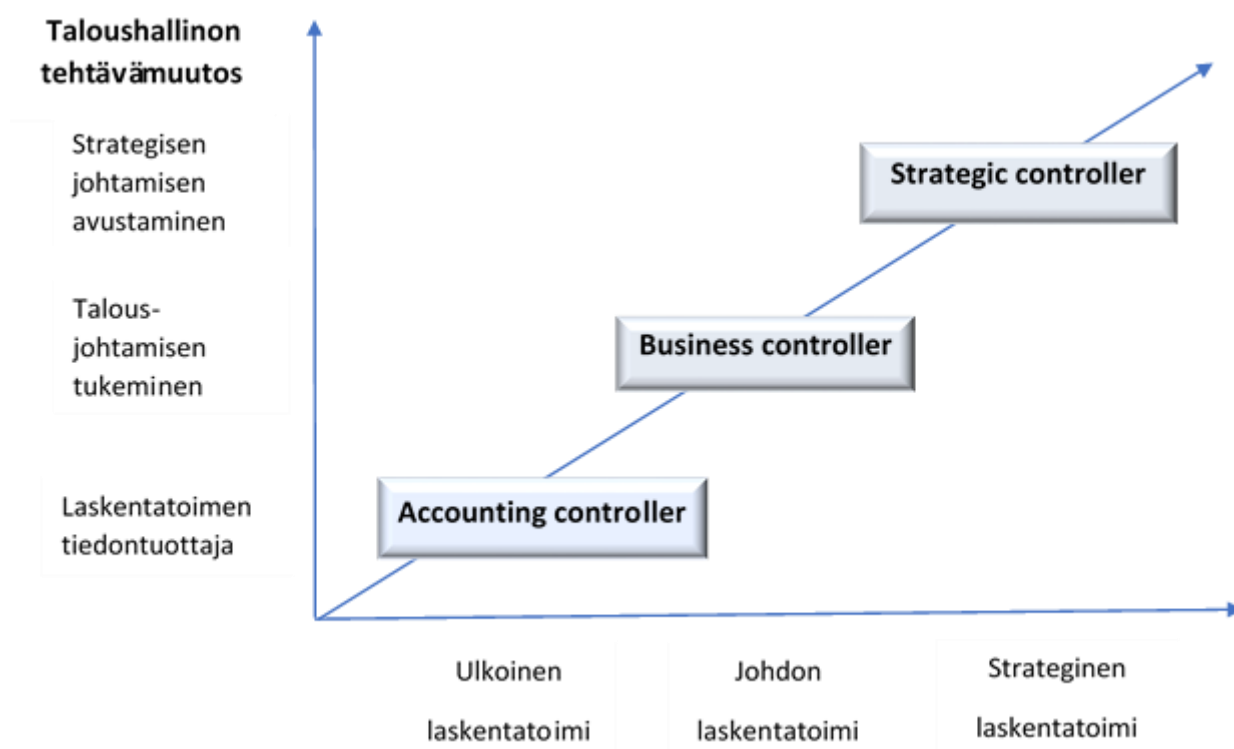 Taloushallinon
tehtävämuutos
Strategisen
johtamisen
avustaminen
Strategic controller
Talous-
johtamisen
tukeminen
Business controller
Laskentatoimen
tiedontuottaja
Accounting controller
Ulkoinen
laskentatoimi
Johdon
laskentatoimi
Strateginen
laskentatoimi